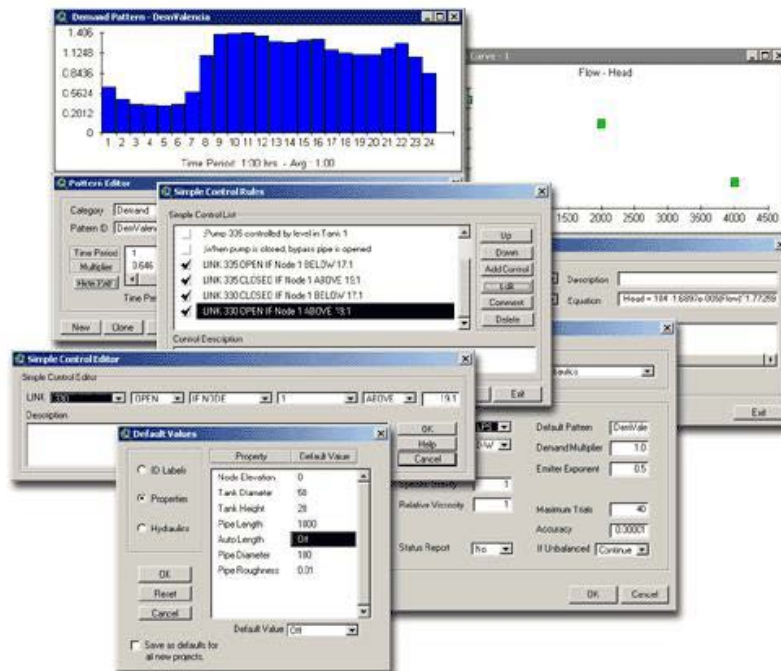 Demand Pattern - DemValencia
1.406
1.1248
0.8436
0.5624
0.2812
0
1 2 3 4 5 6 7 8 9 10 11 12 13 14 15 16 17 18 19 20 21 22 23 24
Time Period: 1:00 hrs - Avg.: 1.00
Curve - 1
Flow - Head
1500 2000 2500 3000 3500 4000 4500
Pattern Editor
Category Demand
Pattern ID
Time Period 1
Multiplier 0.646
New Clone
Simple Control Rules
Simple Control List
;Pump 335 controlled by level in Tank 1
;when pump is closed, bypass pipe is opened
LINK 335 OPEN IF Node 1 BELOW 17.1
LINK 335 CLOSED IF Node 1 ABOVE 19.1
LINK 330 CLOSED IF Node 1 BELOW 17.1
LINK 330 OPEN IF Node 1 ABOVE 19.1
Up
Down
Add Control
Edit
Comment
Delete
Control Description
Exit
Description
Equation
Exit
Simple Control Editor
Simple Control Editor
LINK 330 OPEN IF NODE 1 ABOVE 19.1
Description
OK
Help
Cancel
Default Values
ID Labels
Properties
Hydraulics
OK
Reset
Cancel
Save as defaults for
all new projects.
Property Default Value
Node Elevation 0
Tank Diameter 50
Tank Height 20
Pipe Length 1000
Auto Length Off
Pipe Diameter 100
Pipe Roughness 0.01
Default Value Off
LPS
D-W
Specific Gravity 1
Relative Viscosity 1
Status Report No
Default Pattern DemVale
Demand Multiplier 1.0
Emitter Exponent 0.5
Maximum Trials 40
Accuracy 0.00001
If Unbalanced Continue
OK Cancel